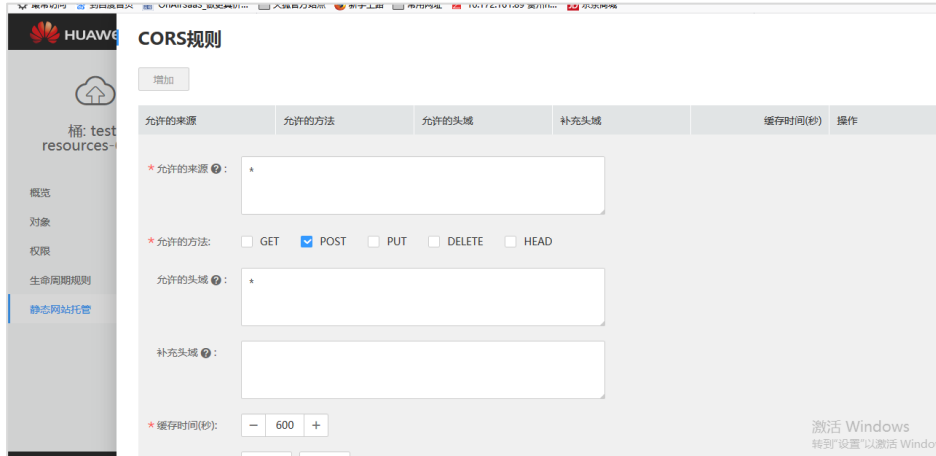 HUAWE
CORS规则
增加
桶: test
resources-
允许的来源 允许的方法 允许的头域 补充头域 缓存时间(秒) 操作
*允许的来源 ? : *
概览
对象
*允许的方法: GET POST PUT DELETE HEAD
权限
生命周期规则
允许的头域 ? : *
静态网站托管
补充头域 ? :
*缓存时间(秒): − 600 +
激活 Windows
转到"设置"以激活 Windo